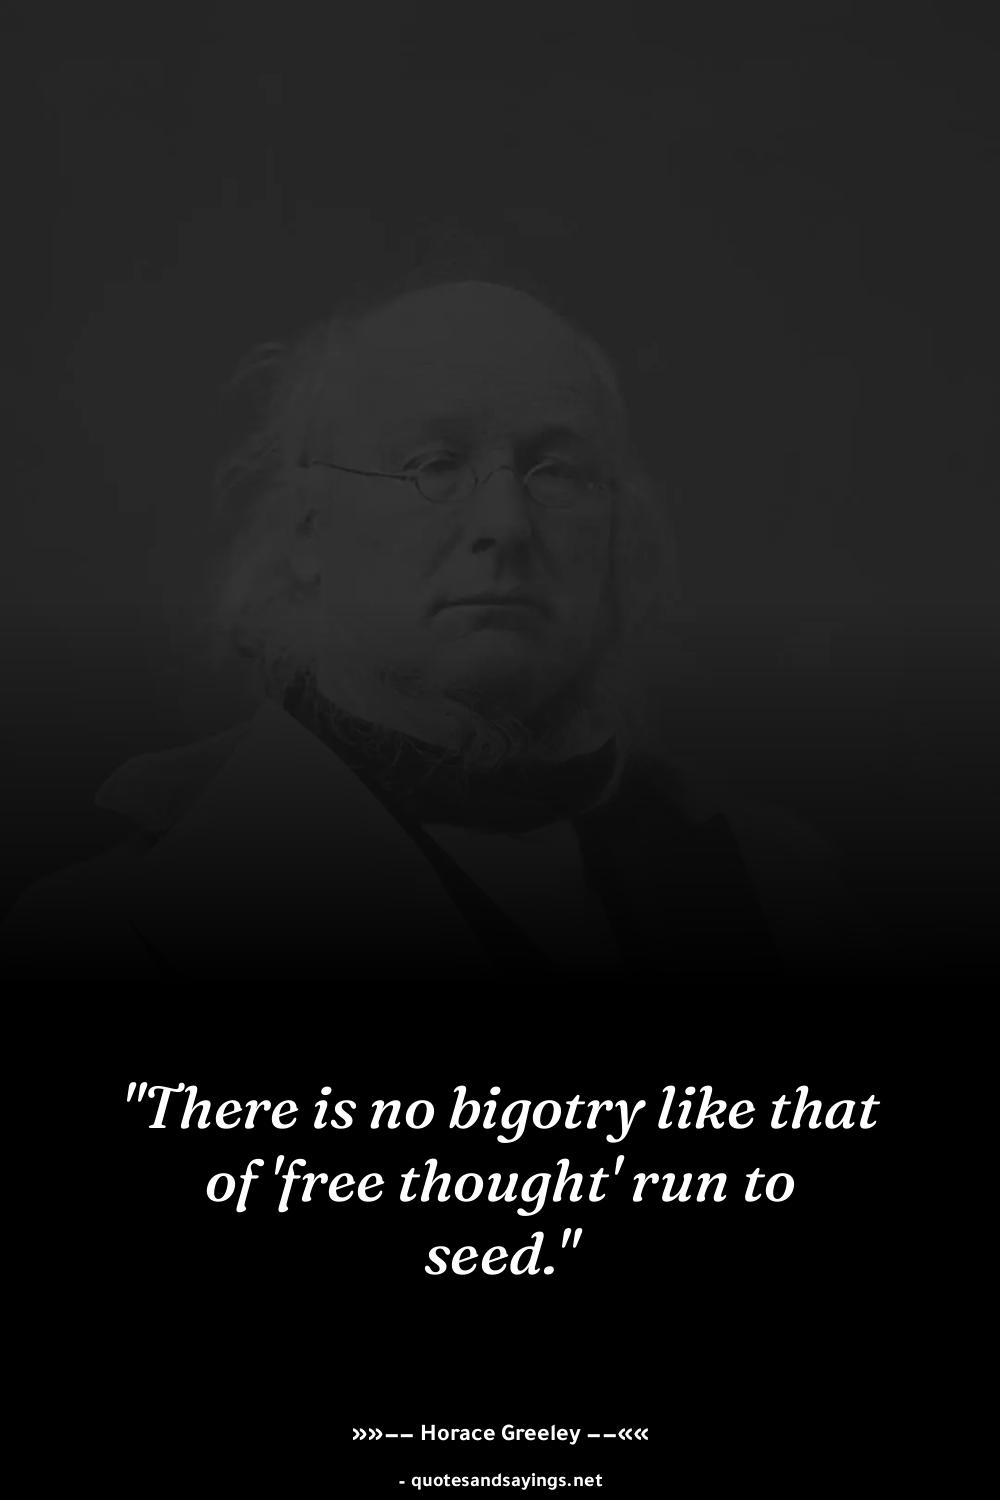 "There is no bigotry like that
of 'free thought' run to
seed."
»»−− Horace Greeley −−««
- quotesandsayings.net